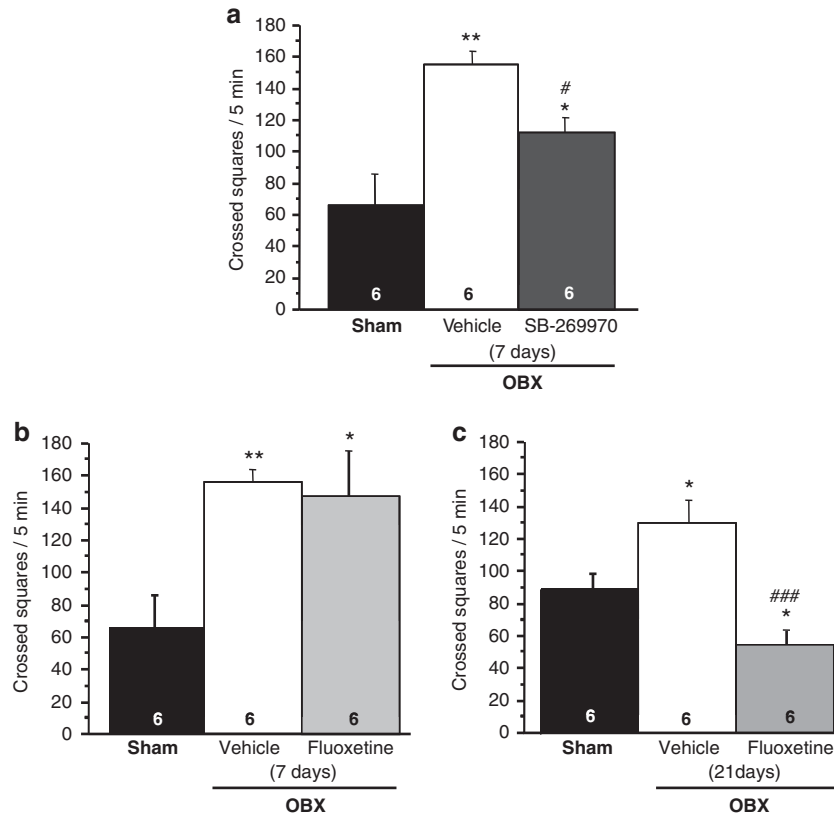 a
Crossed squares / 5 min
180
160
140
120
100
80
60
40
20
0
**
#
*
6 6 6
Sham Vehicle SB-269970
(7 days)
OBX
b
Crossed squares / 5 min
180
160
140
120
100
80
60
40
20
0
**
*
6 6 6
Sham Vehicle Fluoxetine
(7 days)
OBX
c
Crossed squares / 5 min
180
160
140
120
100
80
60
40
20
0
*
###
*
6 6 6
Sham Vehicle Fluoxetine
(21days)
OBX